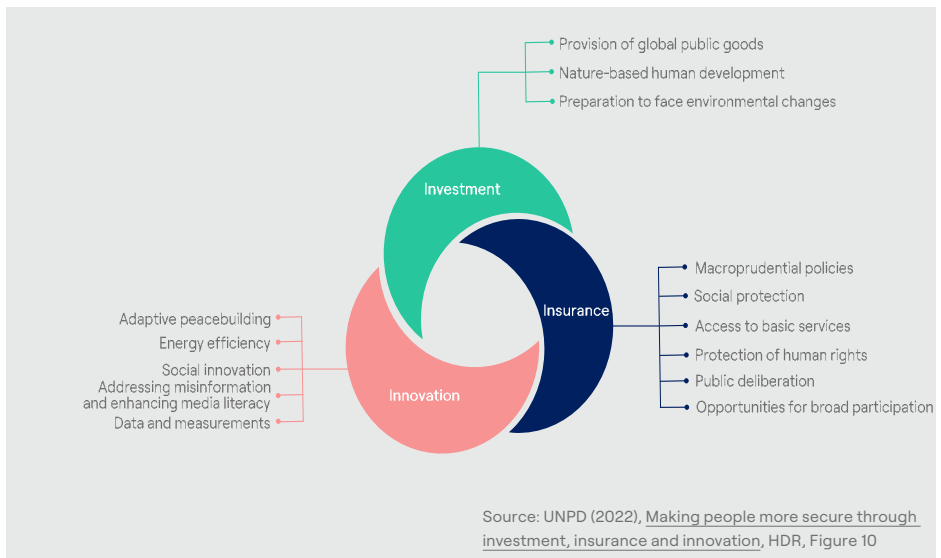 Provision of global public goods
Nature-based human development
Preparation to face environmental changes
Investment
Insurance
Macroprudential policies
Social protection
Access to basic services
Protection of human rights
Public deliberation
Opportunities for broad participation
Adaptive peacebuilding
Energy efficiency
Social innovation
Addressing misinformation
and enhancing media literacy
Data and measurements
Innovation
Source: UNPD (2022), Making people more secure through
investment, insurance and innovation, HDR, Figure 10